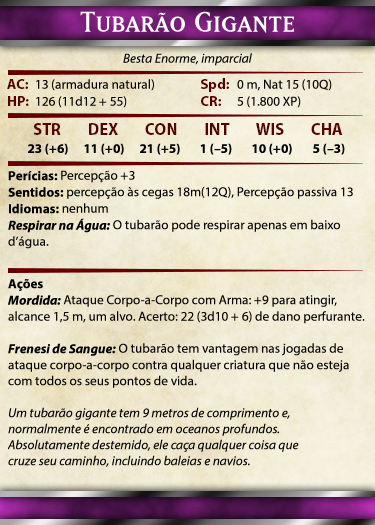 TUBARÃO GIGANTE
Besta Enorme, imparcial
AC: 13 (armadura natural) Spd: 0 m, Nat 15 (10Q)
HP: 126 (11d12 + 55) CR: 5 (1.800 XP)
STR DEX CON INT WIS CHA
23 (+6) 11 (+0) 21 (+5) 1 (–5) 10 (+0) 5 (–3)
Perícias: Percepção +3
Sentidos: percepção às cegas 18m(12Q), Percepção passiva 13
Idiomas: nenhum
Respirar na Água: O tubarão pode respirar apenas em baixo
d’água.
Ações
Mordida: Ataque Corpo-a-Corpo com Arma: +9 para atingir,
alcance 1,5 m, um alvo. Acerto: 22 (3d10 + 6) de dano perfurante.
Frenesi de Sangue: O tubarão tem vantagem nas jogadas de
ataque corpo-a-corpo contra qualquer criatura que não esteja
com todos os seus pontos de vida.
Um tubarão gigante tem 9 metros de comprimento e,
normalmente é encontrado em oceanos profundos.
Absolutamente destemido, ele caça qualquer coisa que
cruze seu caminho, incluindo baleias e navios.